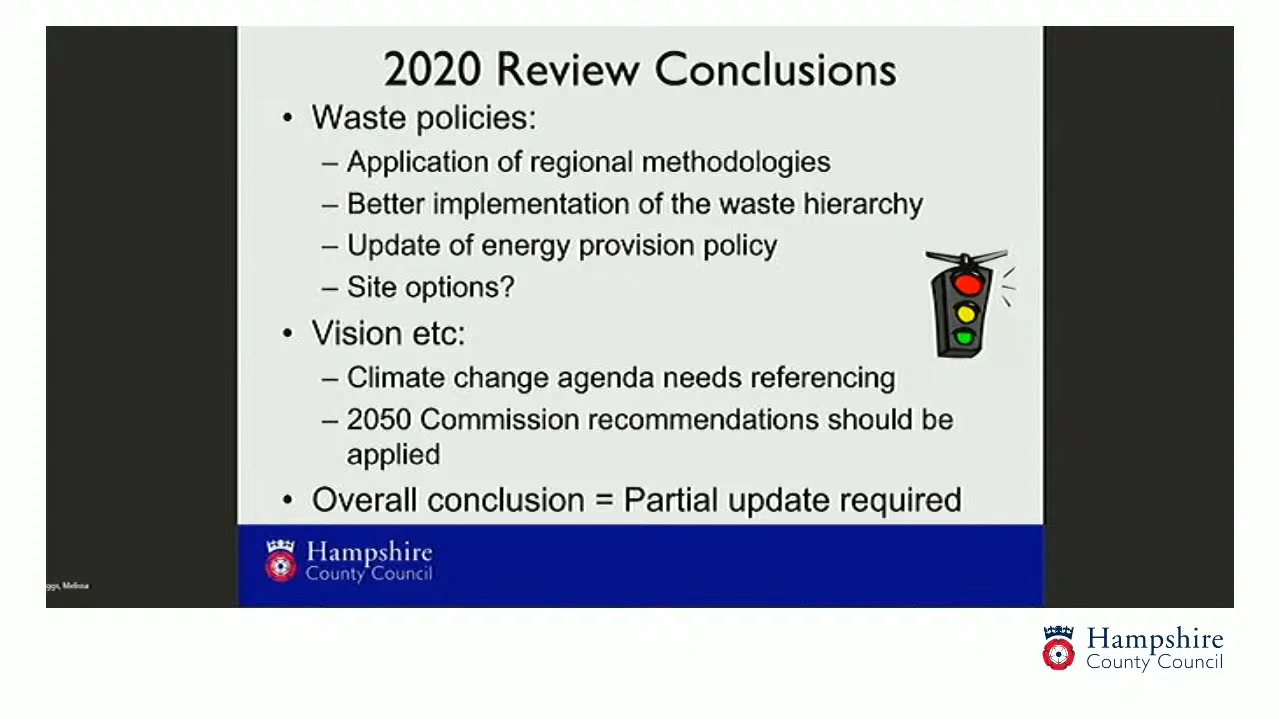 2020 Review Conclusions
• Waste policies:
– Application of regional methodologies
– Better implementation of the waste hierarchy
– Update of energy provision policy
– Site options?
• Vision etc:
– Climate change agenda needs referencing
– 2050 Commission recommendations should be
applied
• Overall conclusion = Partial update required
Hampshire
County Council
Melissa
Hampshire
County Council